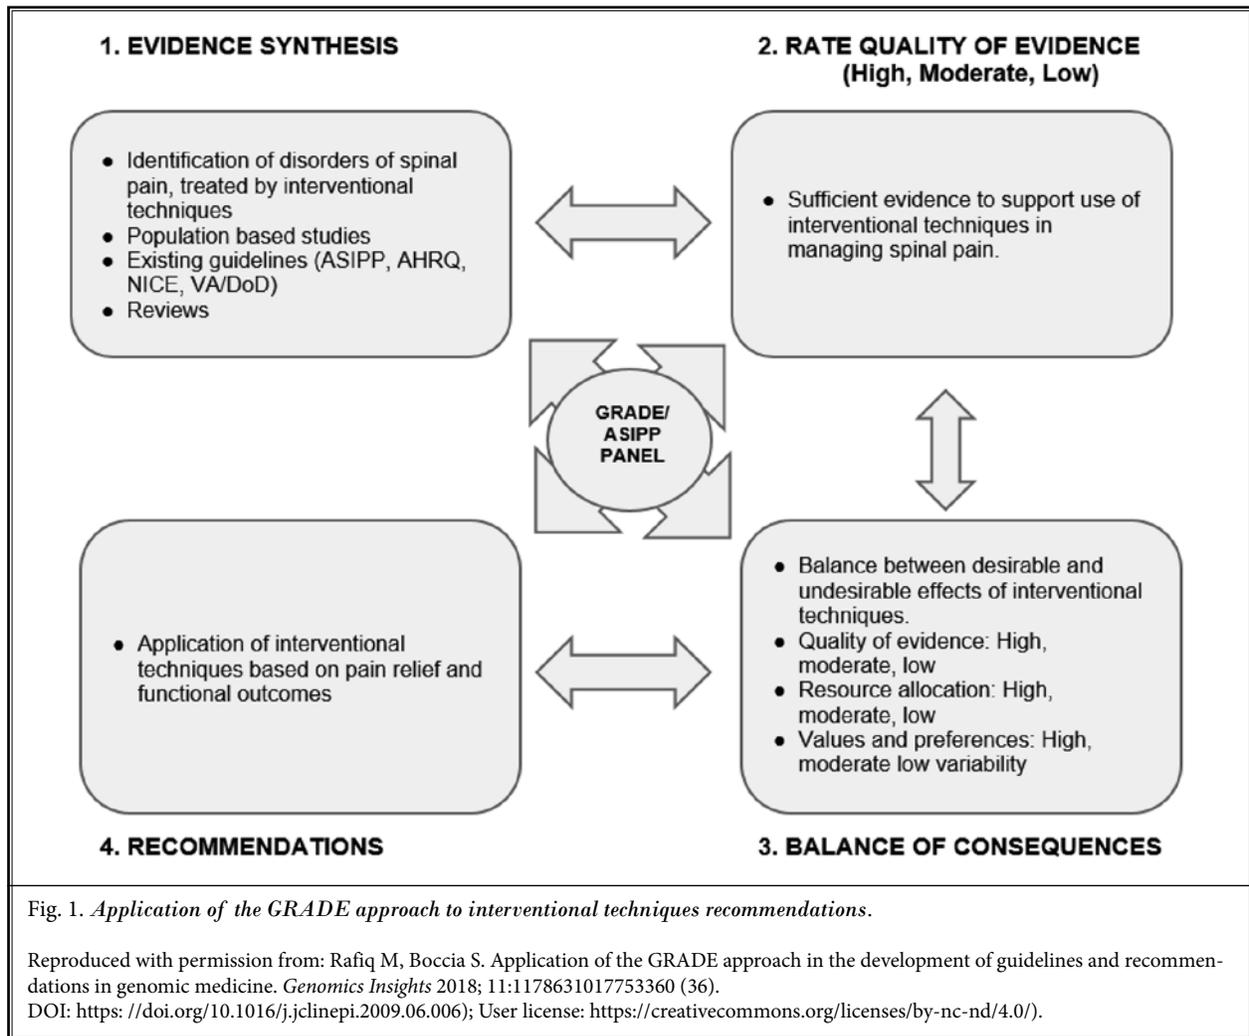 1. EVIDENCE SYNTHESIS
● Identification of disorders of spinal
pain, treated by interventional
techniques
● Population based studies
● Existing guidelines (ASIPP, AHRQ,
NICE, VA/DoD)
● Reviews
2. RATE QUALITY OF EVIDENCE
(High, Moderate, Low)
● Sufficient evidence to support use of
interventional techniques in
managing spinal pain.
GRADE/
ASIPP
PANEL
● Balance between desirable and
undesirable effects of interventional
techniques.
● Quality of evidence: High,
moderate, low
● Resource allocation: High,
moderate, low
● Values and preferences: High,
moderate low variability
3. BALANCE OF CONSEQUENCES
● Application of interventional
techniques based on pain relief and
functional outcomes
4. RECOMMENDATIONS
Fig. 1. Application of the GRADE approach to interventional techniques recommendations.
Reproduced with permission from: Rafiq M, Boccia S. Application of the GRADE approach in the development of guidelines and recommen-
dations in genomic medicine. Genomics Insights 2018; 11:1178631017753360 (36).
DOI: https: //doi.org/10.1016/j.jclinepi.2009.06.006); User license: https://creativecommons.org/licenses/by-nc-nd/4.0/).